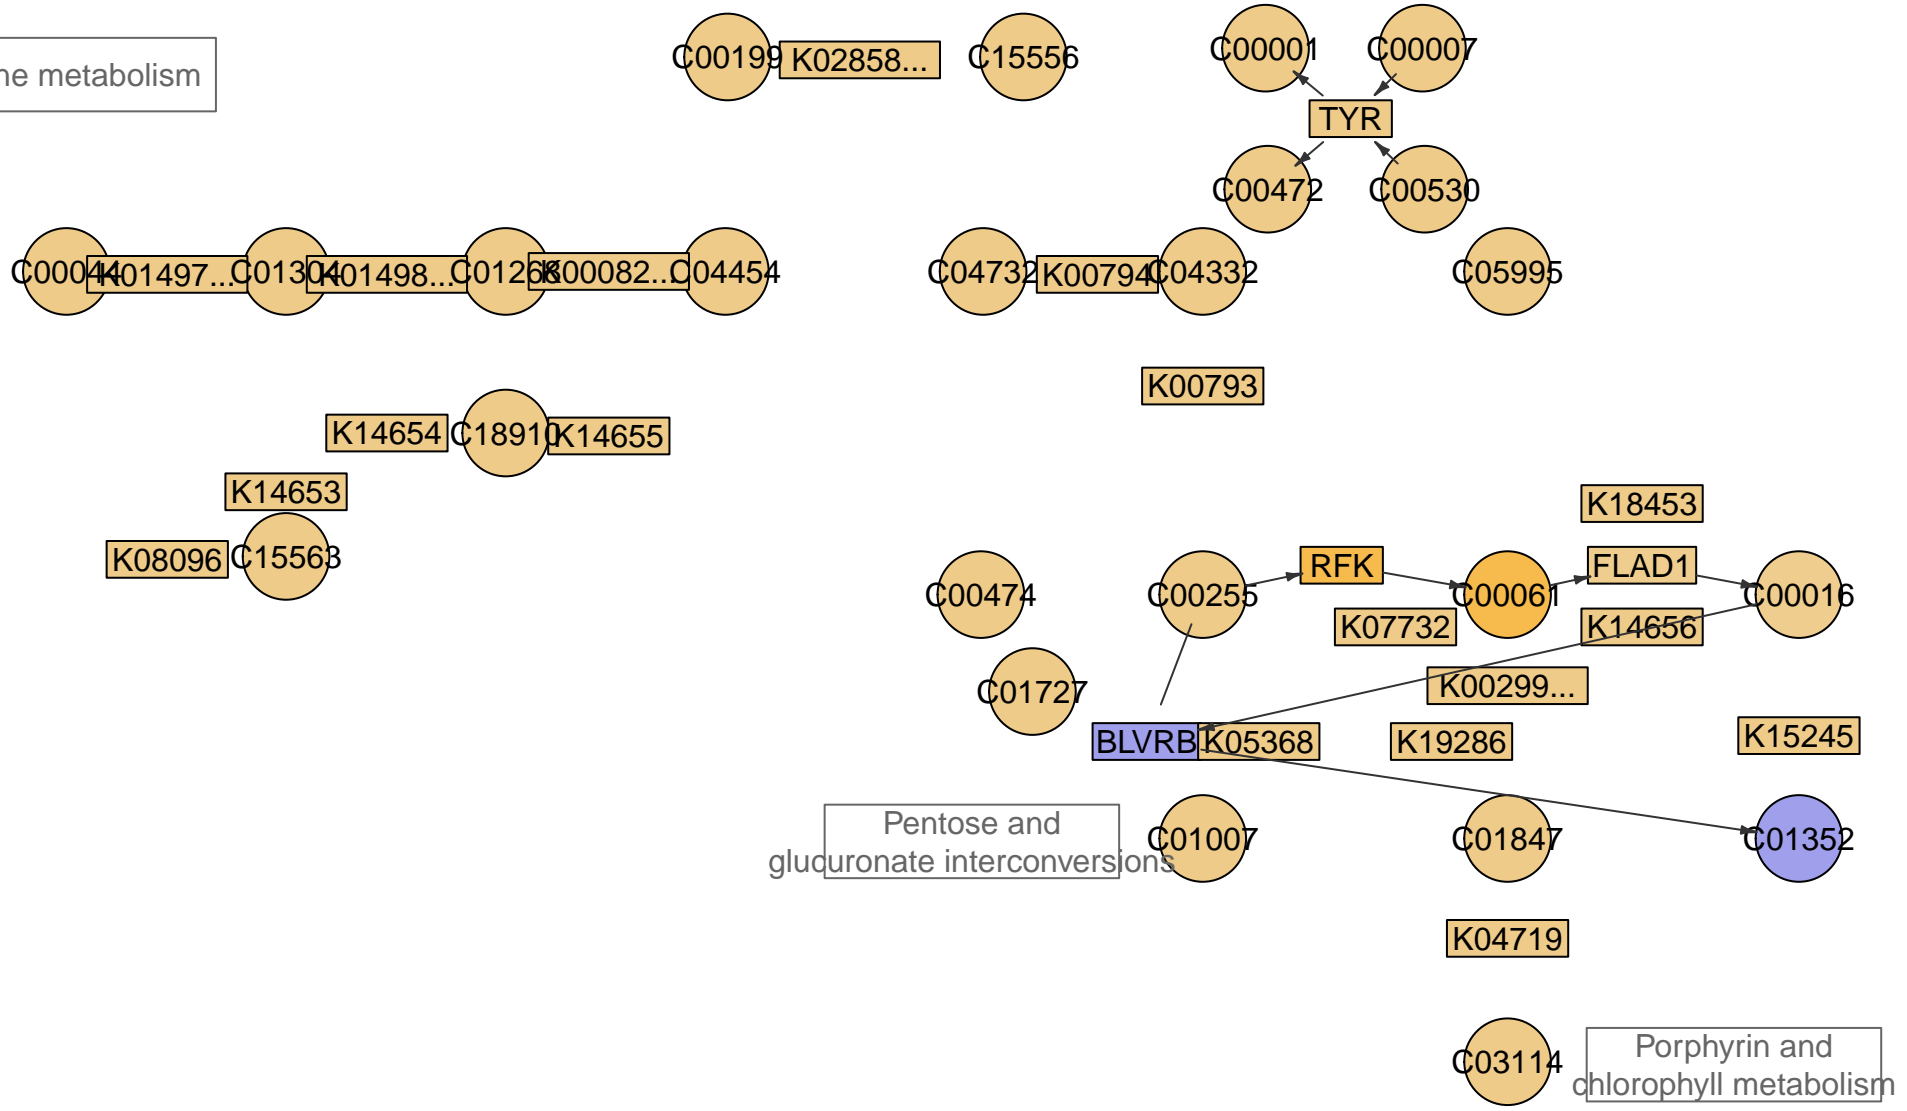 ne metabolism
C00199
K02858...
C15556
C00001
C00007
TYR
C00472
C00530
C00044
K01497...
C01304
K01498...
C01268
K00082...
C04454
C04732
K00794
C04332
C05995
K00793
K14654
C18910
K14655
K14653
K08096
C15563
K18453
C00474
C00255
RFK
C00061
FLAD1
C00016
K07732
K14656
C01727
K00299...
BLVRB
K05368
K19286
K15245
Pentose and
glucuronate interconversions
C01007
C01847
C01352
K04719
C03114
Porphyrin and
chlorophyll metabolism